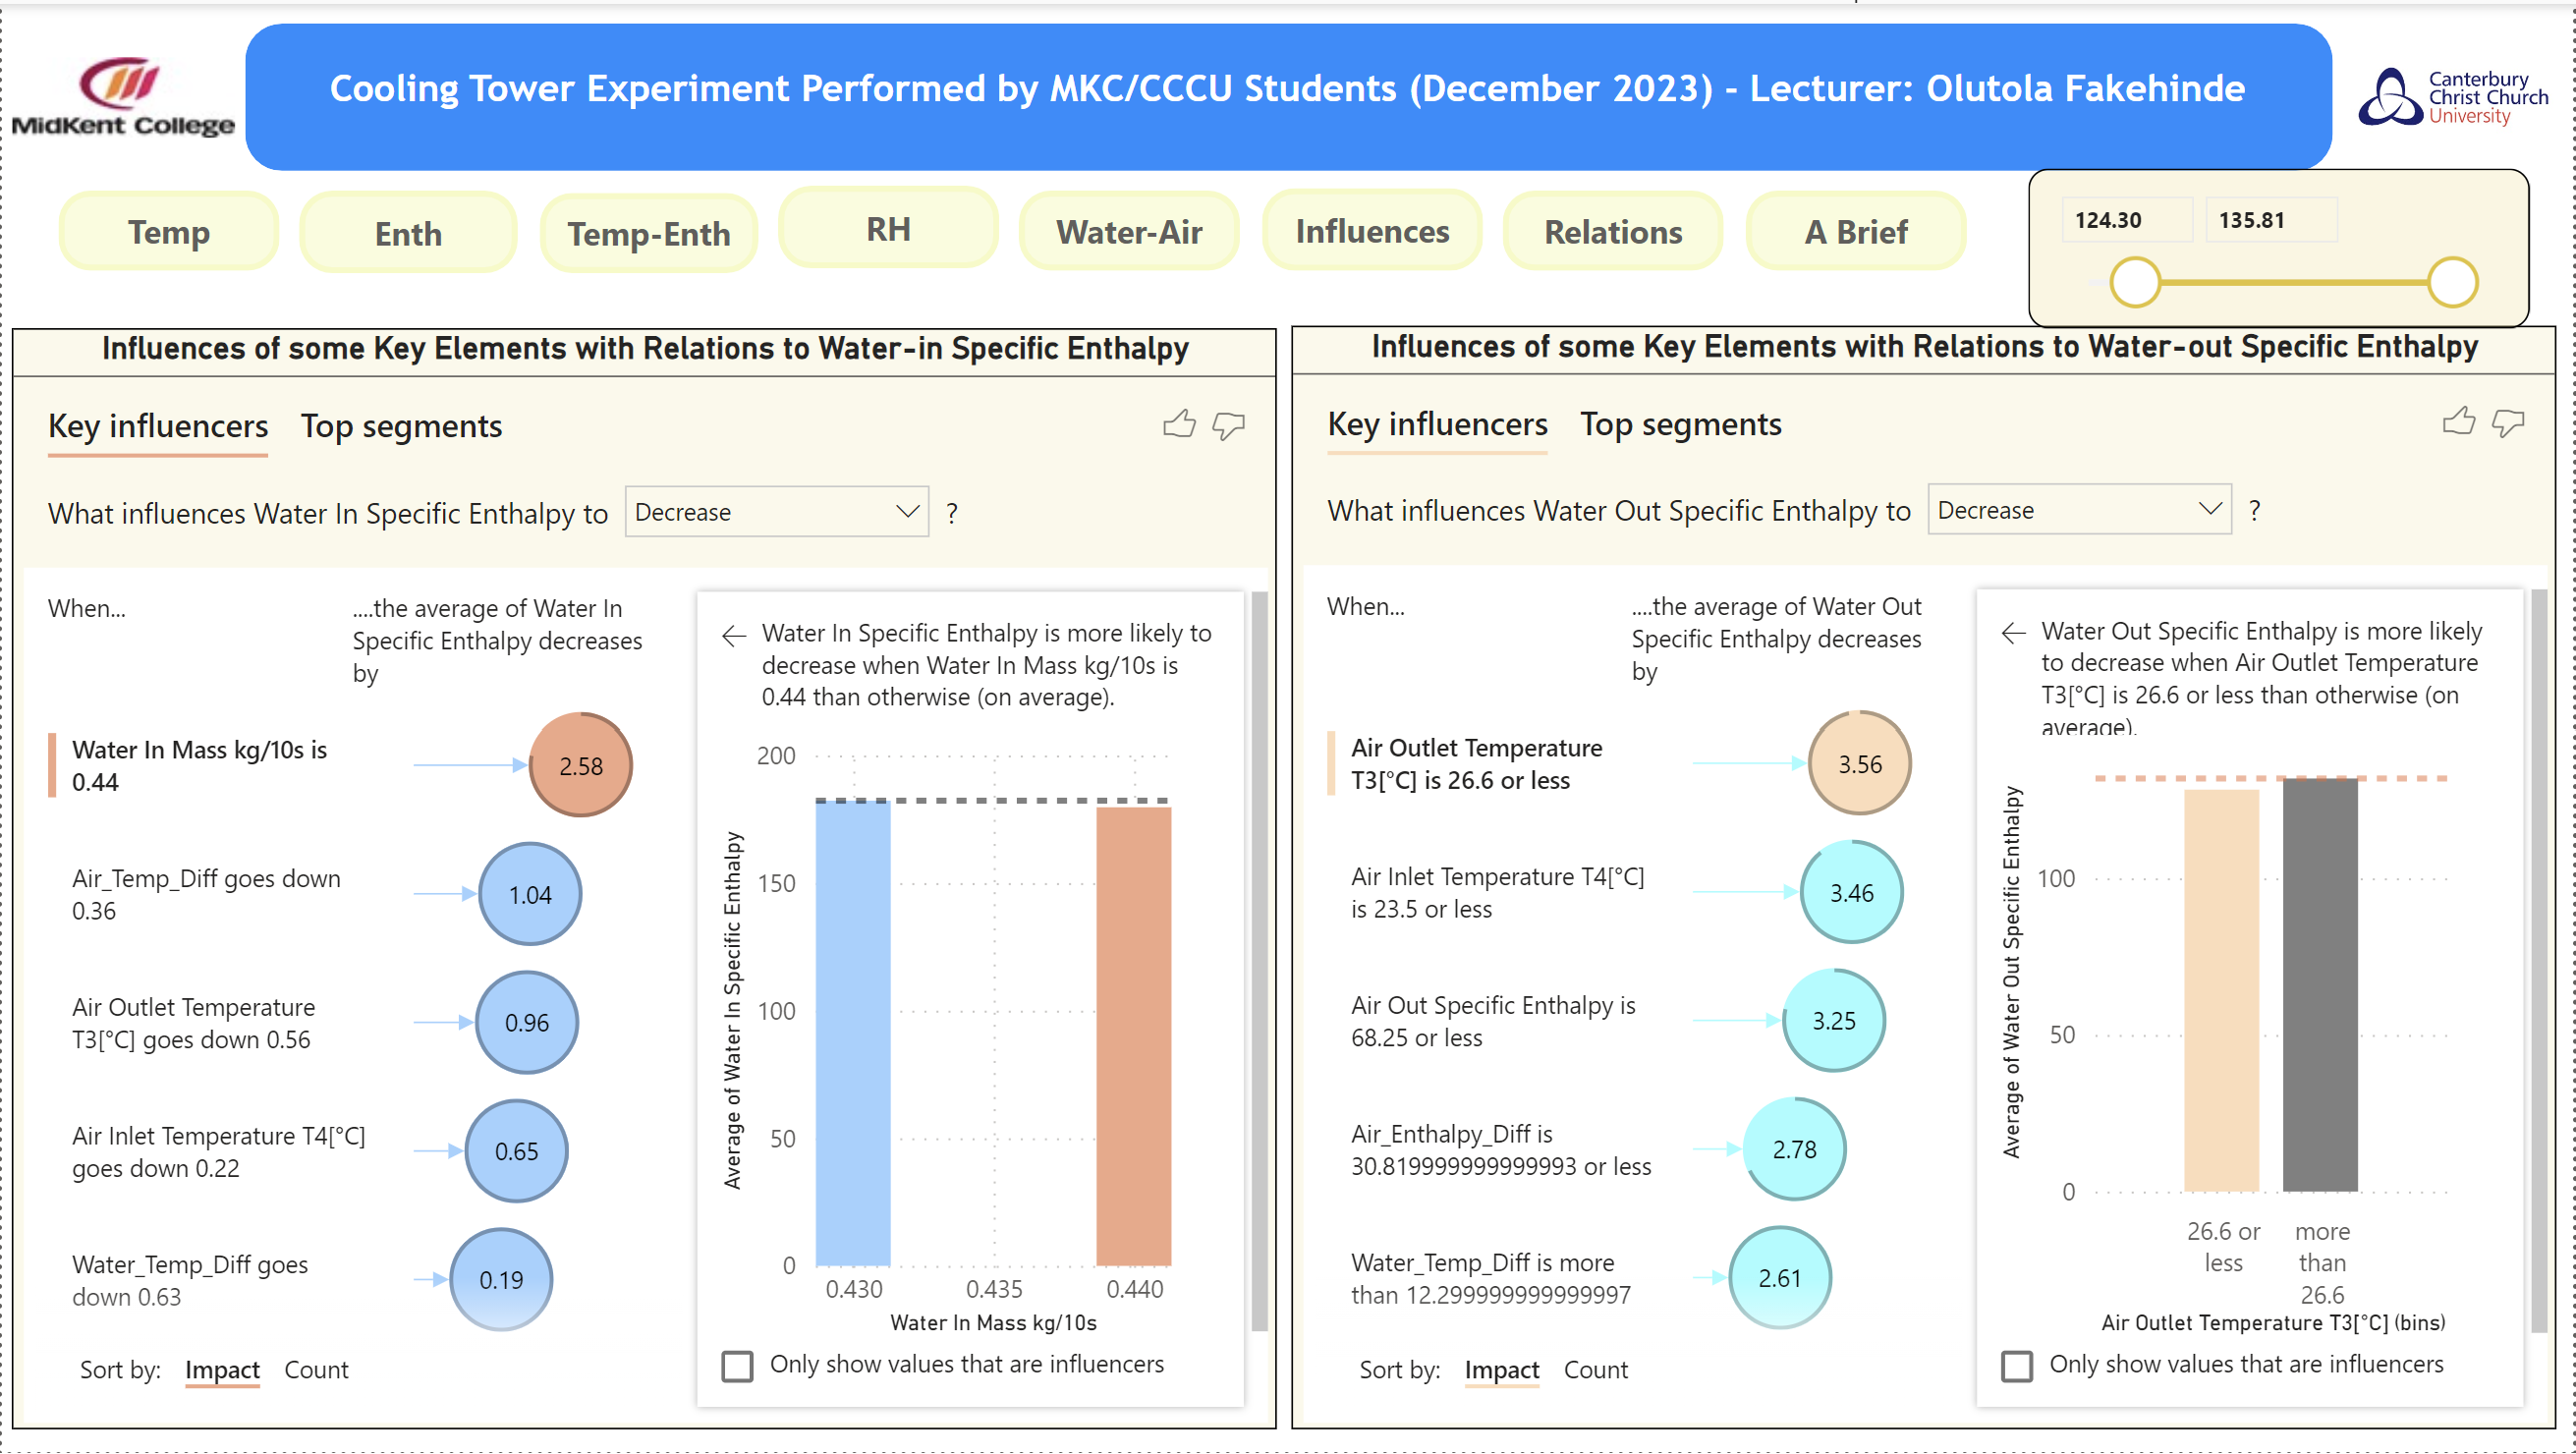 MidKent College
Cooling Tower Experiment Performed by MKC/CCCU Students (December 2023) - Lecturer: Olutola Fakehinde
Canterbury
Christ Church
University
Temp
Enth
Temp-Enth
RH
Water-Air
Influences
Relations
A Brief
124.30
135.81
Influences of some Key Elements with Relations to Water-in Specific Enthalpy
Key influencers
Top segments
What influences Water In Specific Enthalpy to Decrease ?
When...
....the average of Water In
Specific Enthalpy decreases
by
Water In Mass kg/10s is
0.44
2.58
Air_Temp_Diff goes down
0.36
1.04
Air Outlet Temperature
T3[°C] goes down 0.56
0.96
Air Inlet Temperature T4[°C]
goes down 0.22
0.65
Water_Temp_Diff goes
down 0.63
0.19
Sort by: Impact Count
Water In Specific Enthalpy is more likely to
decrease when Water In Mass kg/10s is
0.44 than otherwise (on average).
Average of Water In Specific Enthalpy
200
150
100
50
0
0.430 0.435 0.440
Water In Mass kg/10s
Only show values that are influencers
Influences of some Key Elements with Relations to Water-out Specific Enthalpy
Key influencers
Top segments
What influences Water Out Specific Enthalpy to Decrease ?
When...
....the average of Water Out
Specific Enthalpy decreases
by
Air Outlet Temperature
T3[°C] is 26.6 or less
3.56
Air Inlet Temperature T4[°C]
is 23.5 or less
3.46
Air Out Specific Enthalpy is
68.25 or less
3.25
Air_Enthalpy_Diff is
30.819999999999993 or less
2.78
Water_Temp_Diff is more
than 12.299999999999997
2.61
Sort by: Impact Count
Water Out Specific Enthalpy is more likely
to decrease when Air Outlet Temperature
T3[°C] is 26.6 or less than otherwise (on
average).
Average of Water Out Specific Enthalpy
100
50
0
26.6 or
less
more
than
26.6
Air Outlet Temperature T3[°C] (bins)
Only show values that are influencers